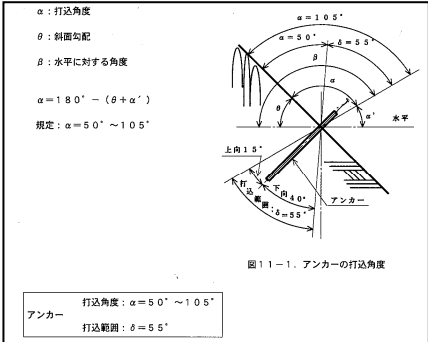 α：打込角度
θ：斜面勾配
β：水平に対する角度
α＝１８０°－（θ＋α´）
規定：α＝５０°～１０５°
α＝１０５°
α＝５０°
δ＝５５°
β
α
θ
α'
水平
上向１５°
打込範囲：δ＝５５°
下向４０°
アンカー
図１１－１．アンカーの打込角度
アンカー
打込角度：α＝５０°～１０５°
打込範囲：δ＝５５°